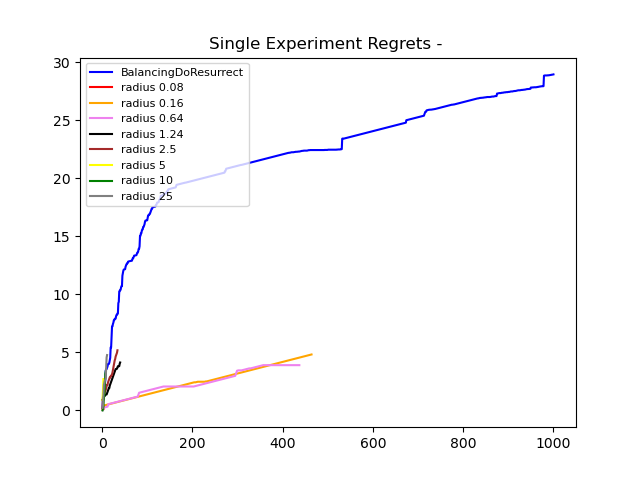 Single Experiment Regrets -
30
25
20
15
10
5
0
BalancingDoResurrect
radius 0.08
radius 0.16
radius 0.64
radius 1.24
radius 2.5
radius 5
radius 10
radius 25
0 200 400 600 800 1000